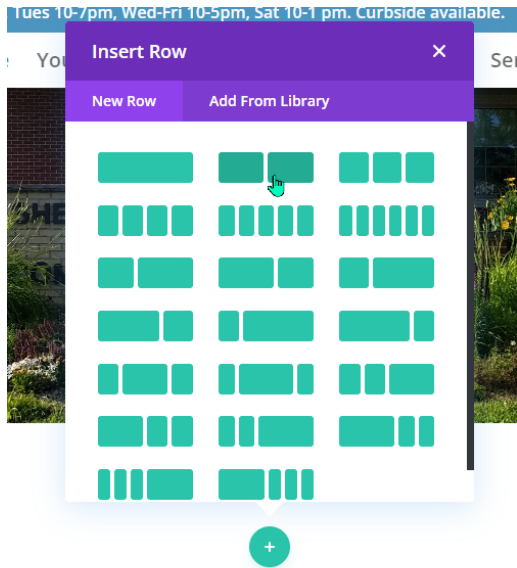 Tues 10-7pm, Wed-Fri 10-5pm, Sat 10-1 pm. Curbside available.
Insert Row
New Row
Add From Library